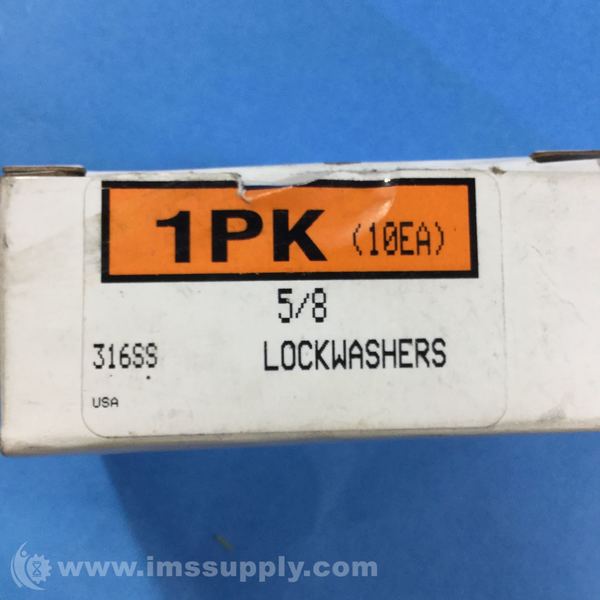 1PK (10EA)
5/8
316SS LOCKWASHERS
USA
www.imssupply.com